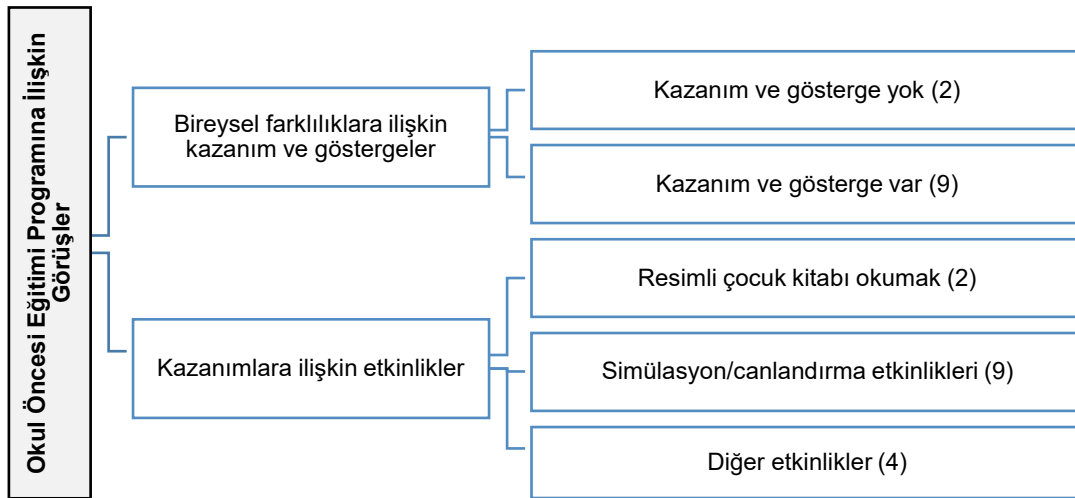 Okul Öncesi Eğitimi Programına İlişkin
Görüşler
Bireysel farklılıklara ilişkin
kazanım ve göstergeler
Kazanım ve gösterge yok (2)
Kazanım ve gösterge var (9)
Kazanımlara ilişkin etkinlikler
Resimli çocuk kitabı okumak (2)
Simülasyon/canlandırma etkinlikleri (9)
Diğer etkinlikler (4)